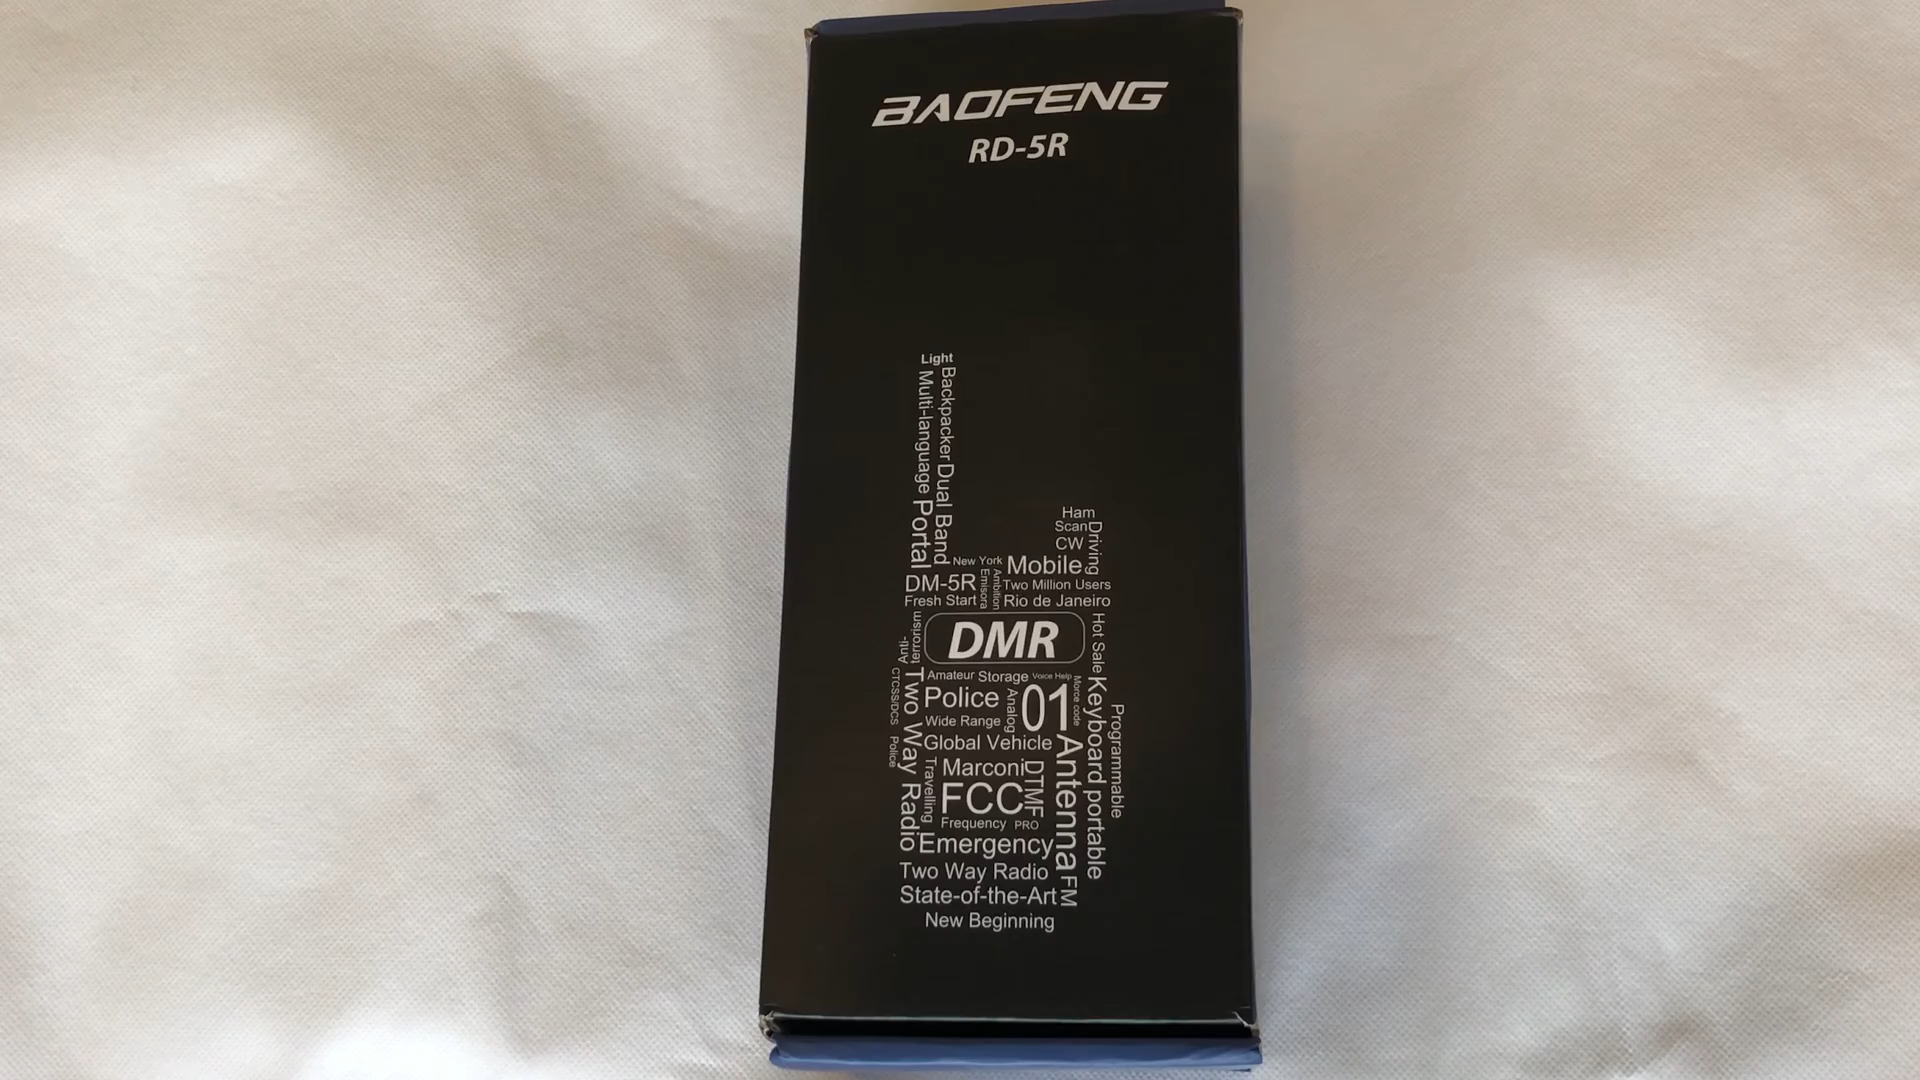 BAOFENG
RD-5R
Light
Backpacker Dual Band
Multi-language Portal
Ham
Scan
CW
Driving
New York
Mobile
DM-5R
Emisora
Ambition
Two Million Users
Fresh Start
Rio de Janeiro
Anti-
terrorism
DMR
Hot Sale
CTCSS/DCS
Two Way Radio
Amateur Storage
Voice Help
Morce code
Police
Analog
01
Keyboard portable
Programmable
Wide Range
Police
Global Vehicle
Antenna
Travelling
Marconi
DTMF
FCC
Frequency PRO
Emergency
Two Way Radio
FM
State-of-the-Art
New Beginning